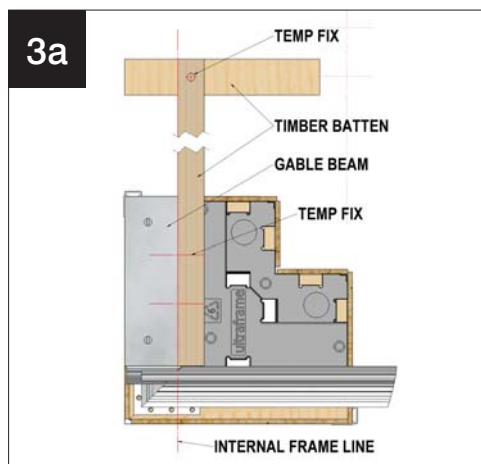 3a
TEMP FIX
TIMBER BATTEN
GABLE BEAM
TEMP FIX
ultraframe
INTERNAL FRAME LINE